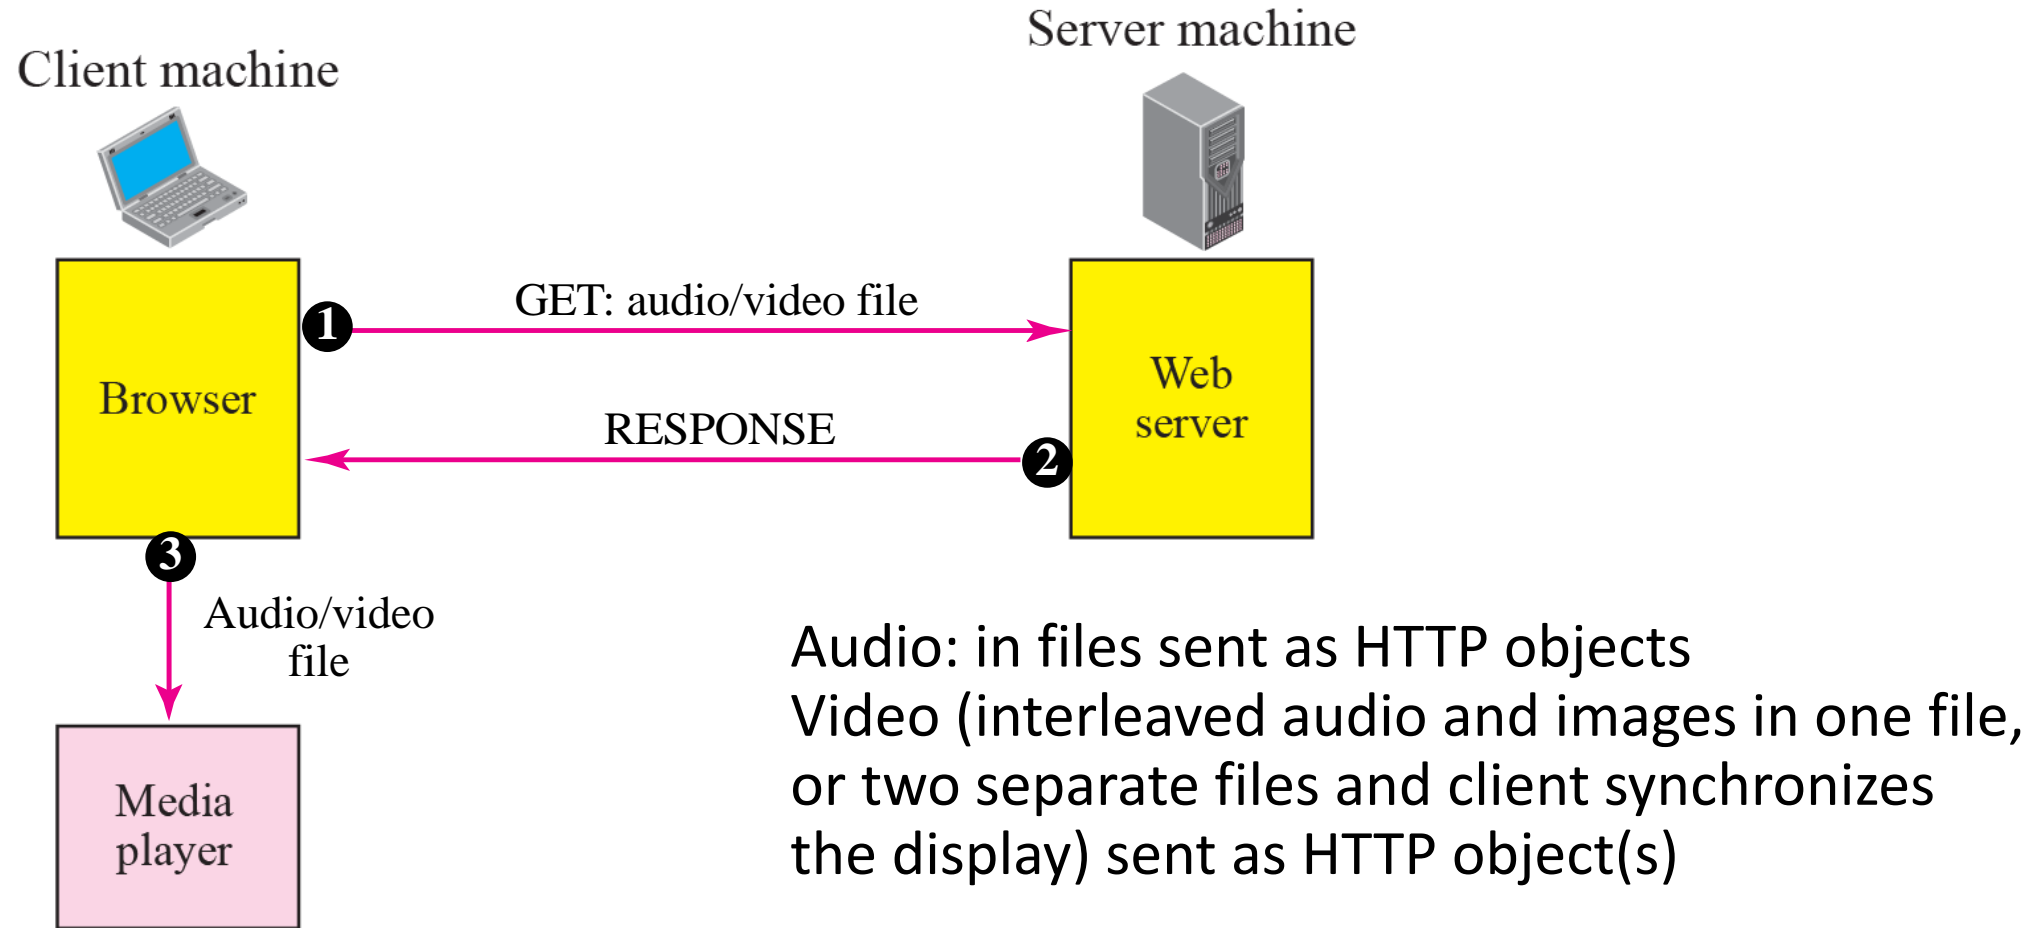 Client machine
Server machine
1
GET: audio/video file
Browser
Web
server
RESPONSE
2
3
Audio/video
file
Media
player
Audio: in files sent as HTTP objects
Video (interleaved audio and images in one file,
or two separate files and client synchronizes
the display) sent as HTTP object(s)